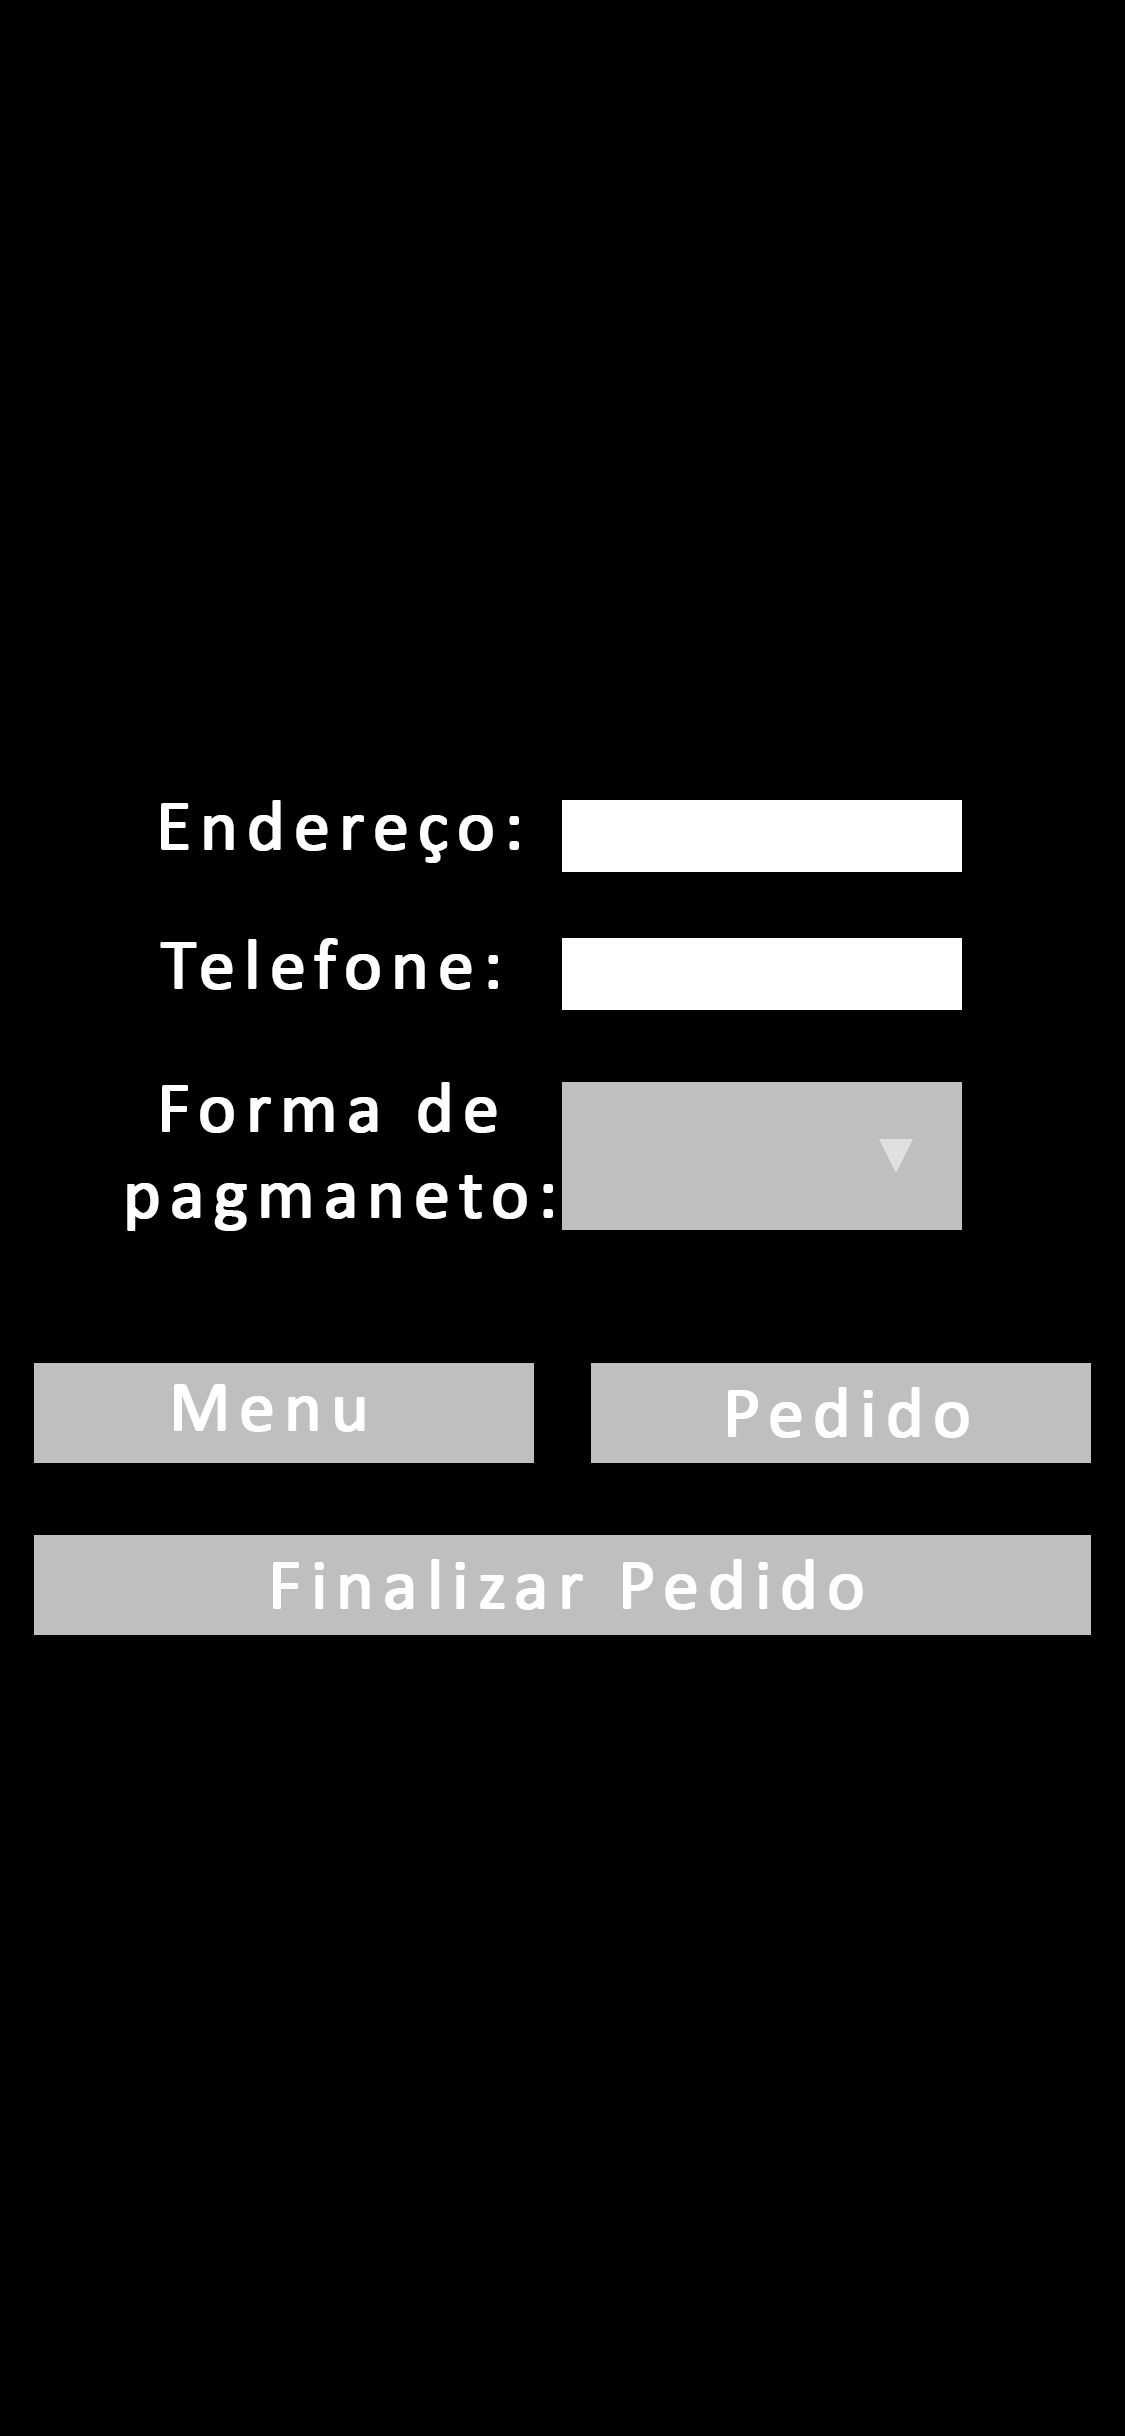 Endereço:
Telefone:
Forma de
pagmaneto:
Menu
Pedido
Finalizar Pedido